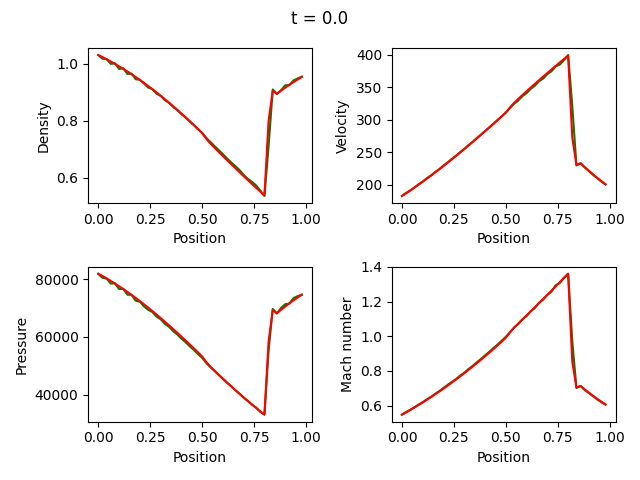 t = 0.0
Density
1.0
0.8
0.6
0.00 0.25 0.50 0.75 1.00
Position
Velocity
400
350
300
250
200
0.00 0.25 0.50 0.75 1.00
Position
Pressure
80000
60000
40000
0.00 0.25 0.50 0.75 1.00
Position
Mach number
1.4
1.2
1.0
0.8
0.6
0.00 0.25 0.50 0.75 1.00
Position